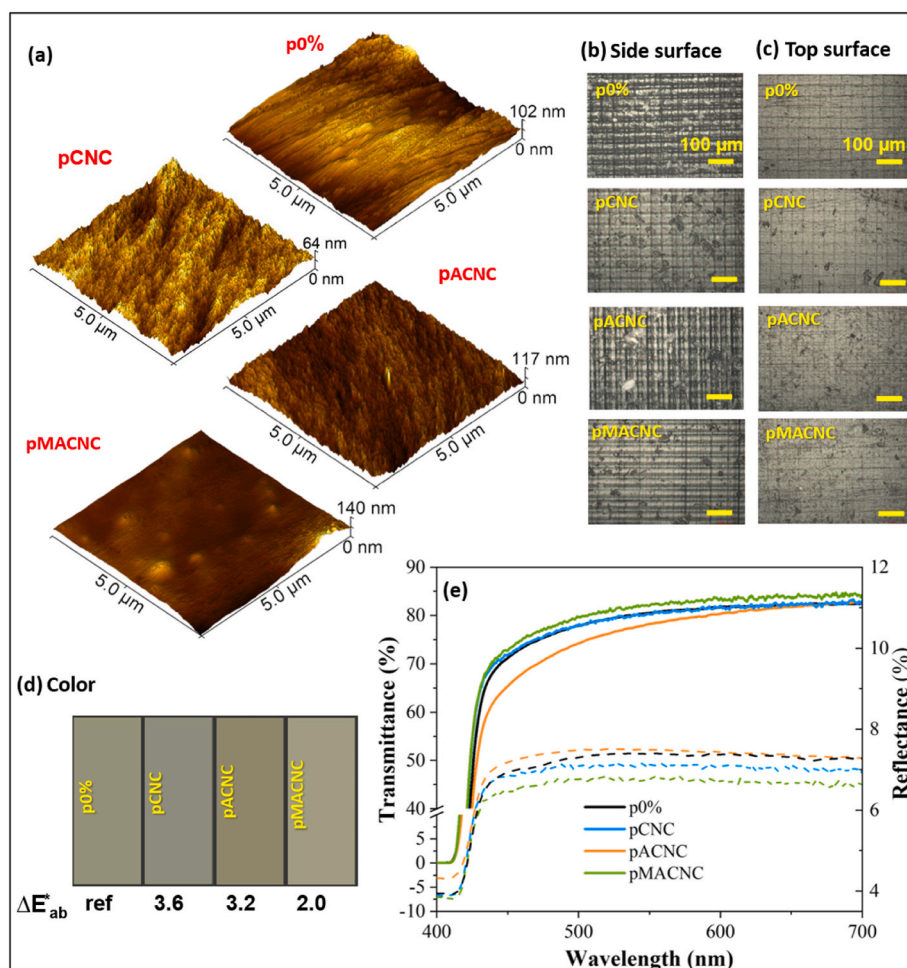 (a)
p0%
102 nm
0 nm
5.0 µm
5.0 µm
pCNC
64 nm
0 nm
5.0 µm
5.0 µm
pACNC
117 nm
0 nm
5.0 µm
5.0 µm
pMACNC
140 nm
0 nm
5.0 µm
5.0 µm
(b) Side surface
p0%
100 µm
pCNC
pACNC
pMACNC
(c) Top surface
p0%
100 µm
pCNC
pACNC
pMACNC
(d) Color
p0%
pCNC
pACNC
pMACNC
ΔE*ab ref 3.6 3.2 2.0
(e)
Transmittance (%)
90
80
70
60
50
40
0
-5
-10
Reflectance (%)
12
10
8
6
4
p0%
pCNC
pACNC
pMACNC
400 500 600 700
Wavelength (nm)